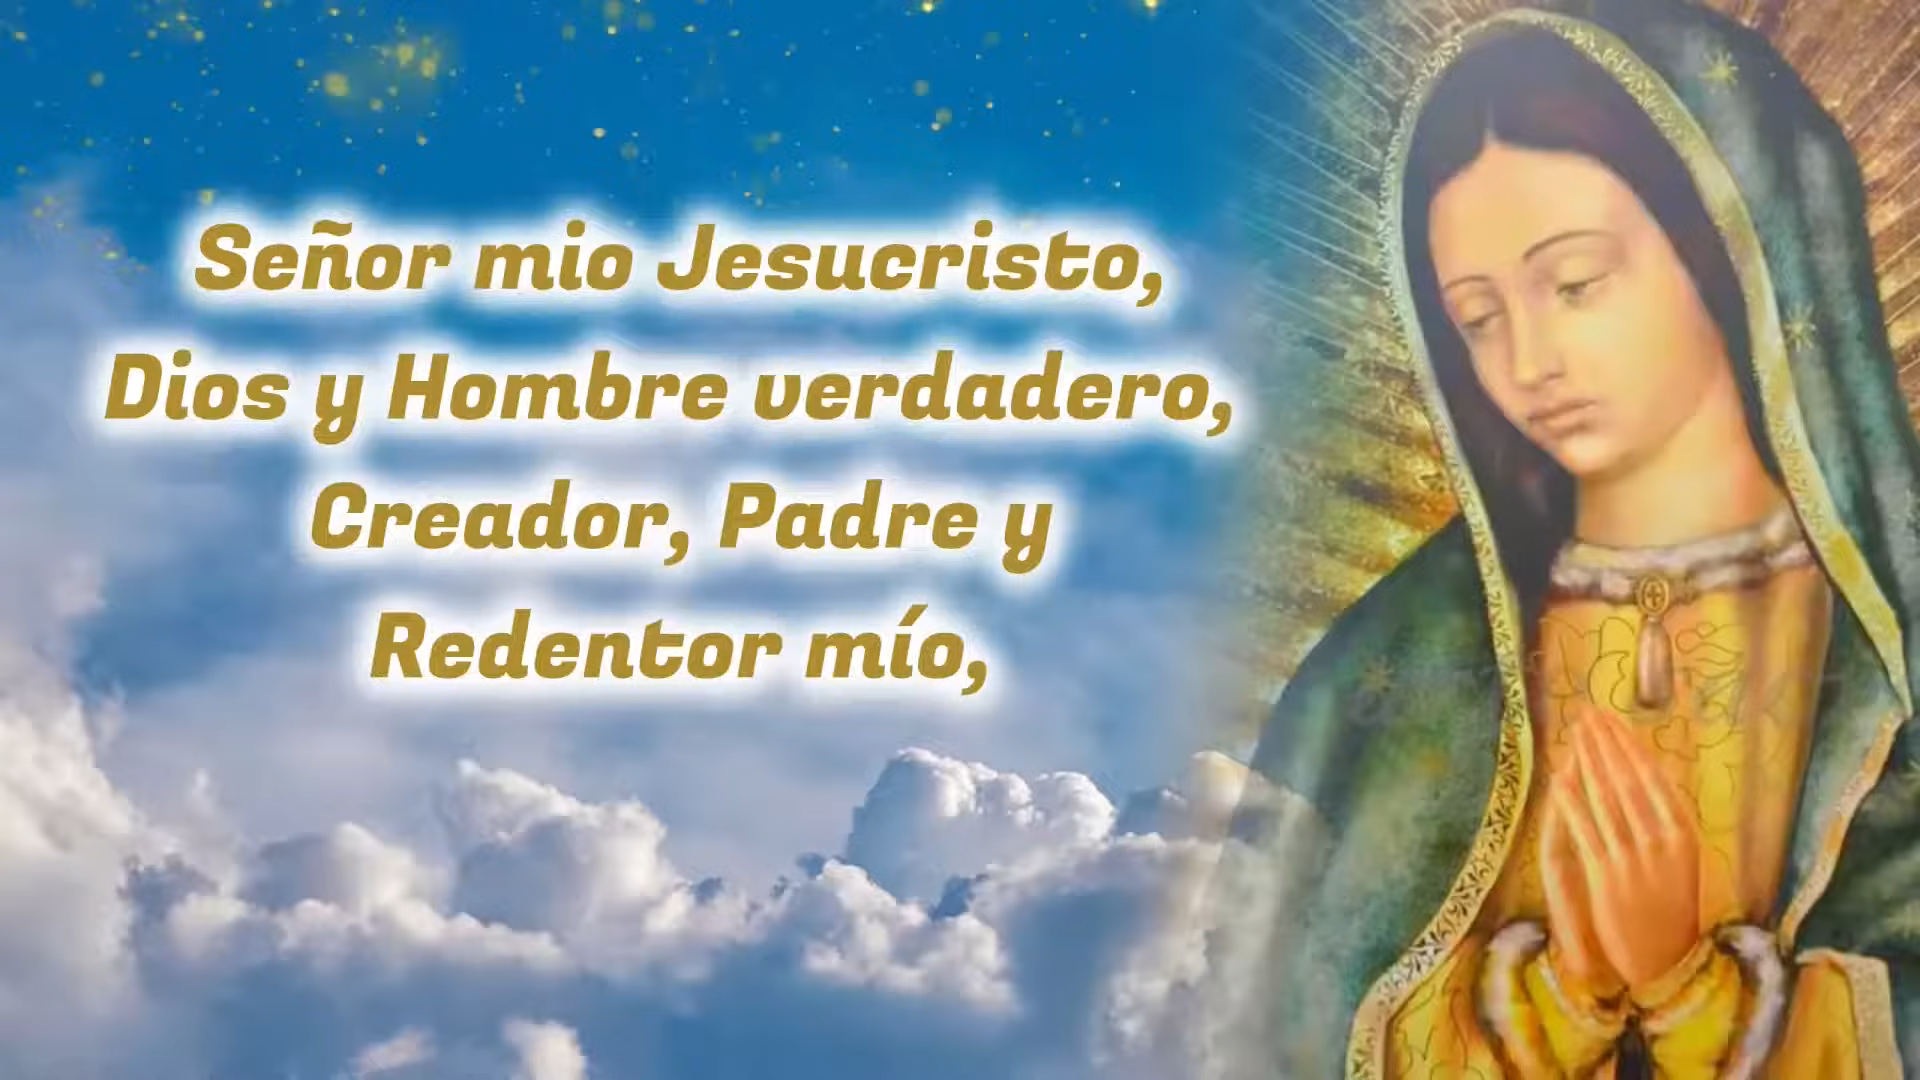 Señor mio Jesucristo,
Dios y Hombre verdadero,
Creador, Padre y
Redentor mío,